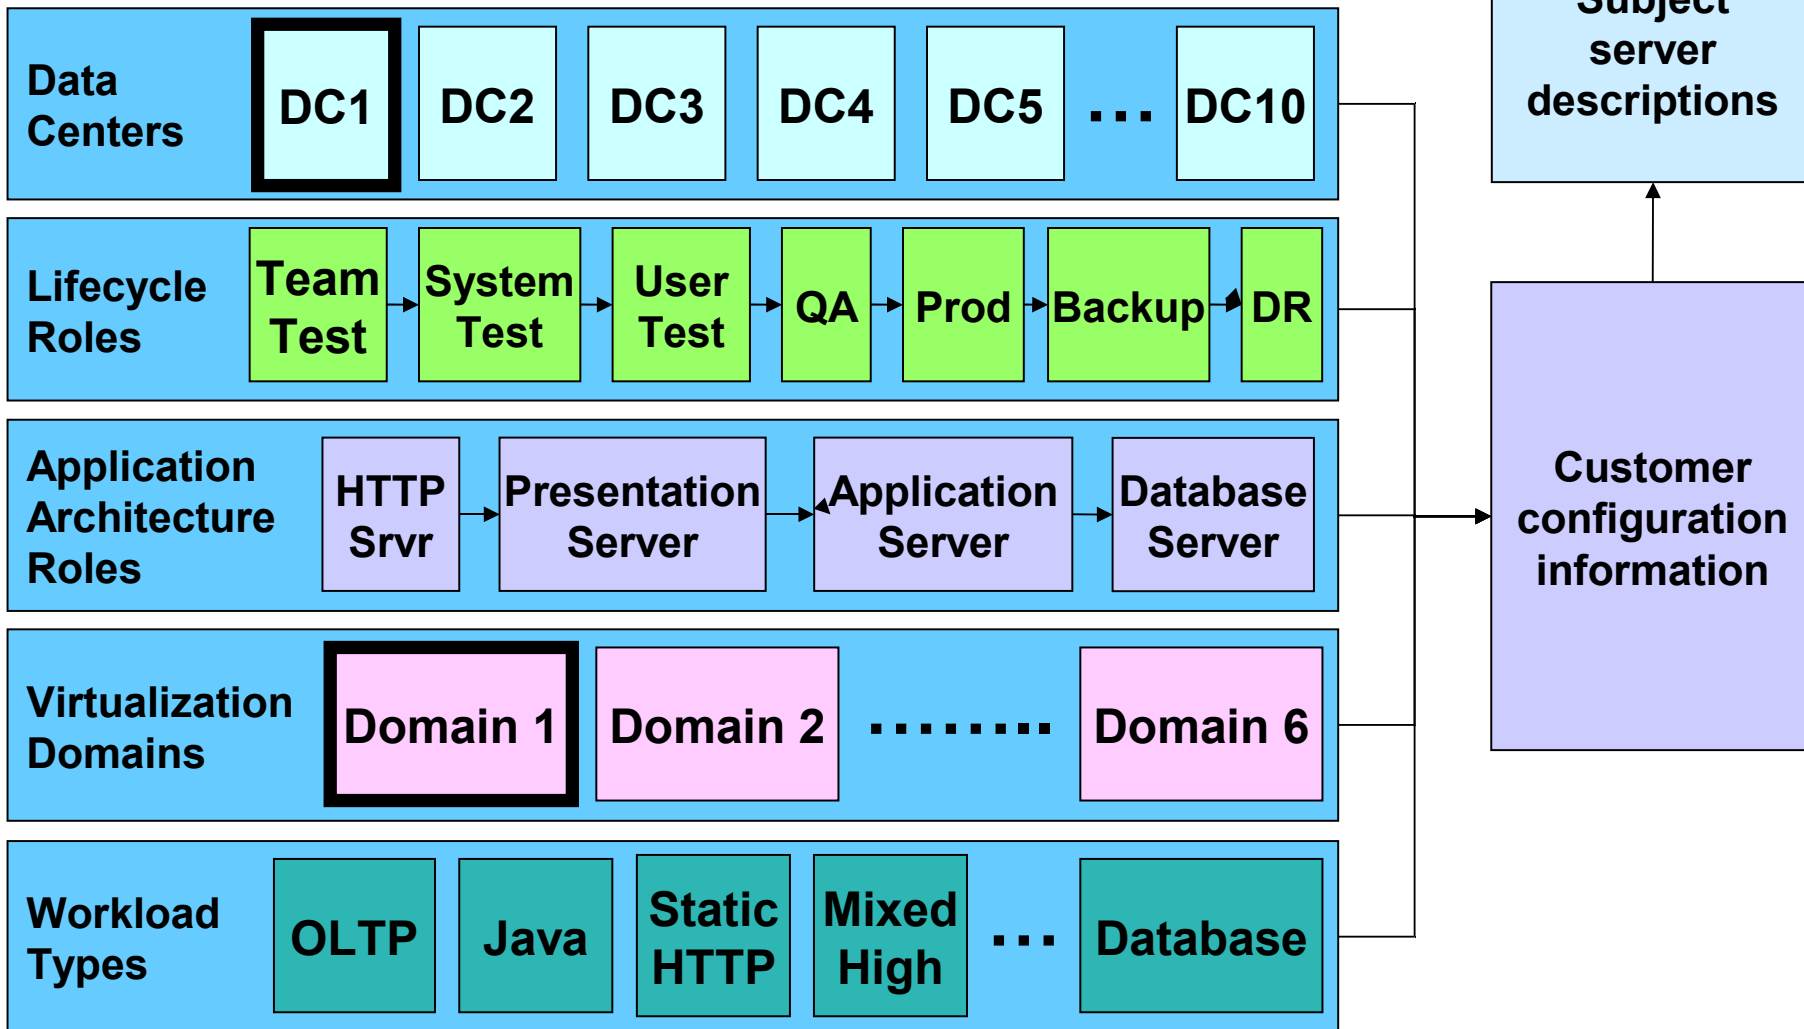 Data
Centers
DC1
DC2
DC3
DC4
DC5
...
DC10
Lifecycle
Roles
Team
Test
System
Test
User
Test
QA
Prod
Backup
DR
Application
Architecture
Roles
HTTP
Srvr
Presentation
Server
Application
Server
Database
Server
Virtualization
Domains
Domain 1
Domain 2
........
Domain 6
Workload
Types
OLTP
Java
Static
HTTP
Mixed
High
...
Database
Subject
server
descriptions
Customer
configuration
information